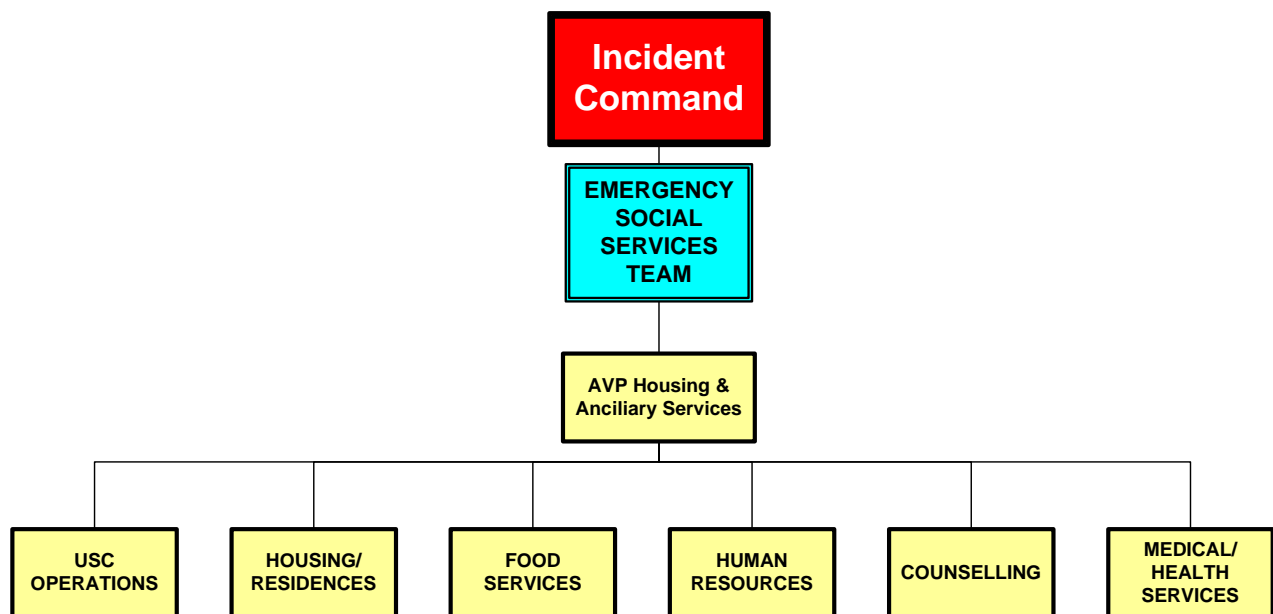 Incident
Command
EMERGENCY
SOCIAL
SERVICES
TEAM
AVP Housing &
Anciliary Services
USC
OPERATIONS
HOUSING/
RESIDENCES
FOOD
SERVICES
HUMAN
RESOURCES
COUNSELLING
MEDICAL/
HEALTH
SERVICES